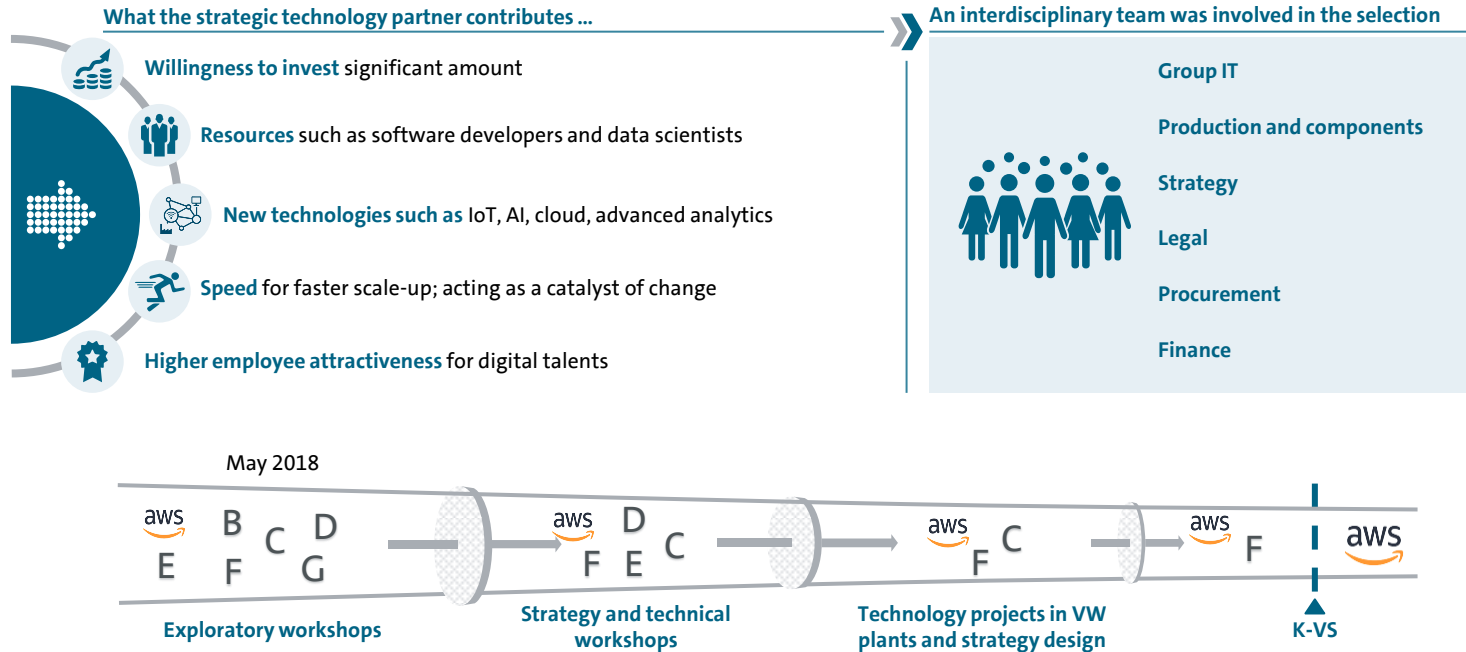 What the strategic technology partner contributes ...
Willingness to invest significant amount
Resources such as software developers and data scientists
New technologies such as IoT, AI, cloud, advanced analytics
Speed for faster scale-up; acting as a catalyst of change
Higher employee attractiveness for digital talents
An interdisciplinary team was involved in the selection
Group IT
Production and components
Strategy
Legal
Procurement
Finance
May 2018
aws B C D
E F G
Exploratory workshops
aws D C
F E
Strategy and technical
workshops
aws C
F
Technology projects in VW
plants and strategy design
aws F
K-VS
aws